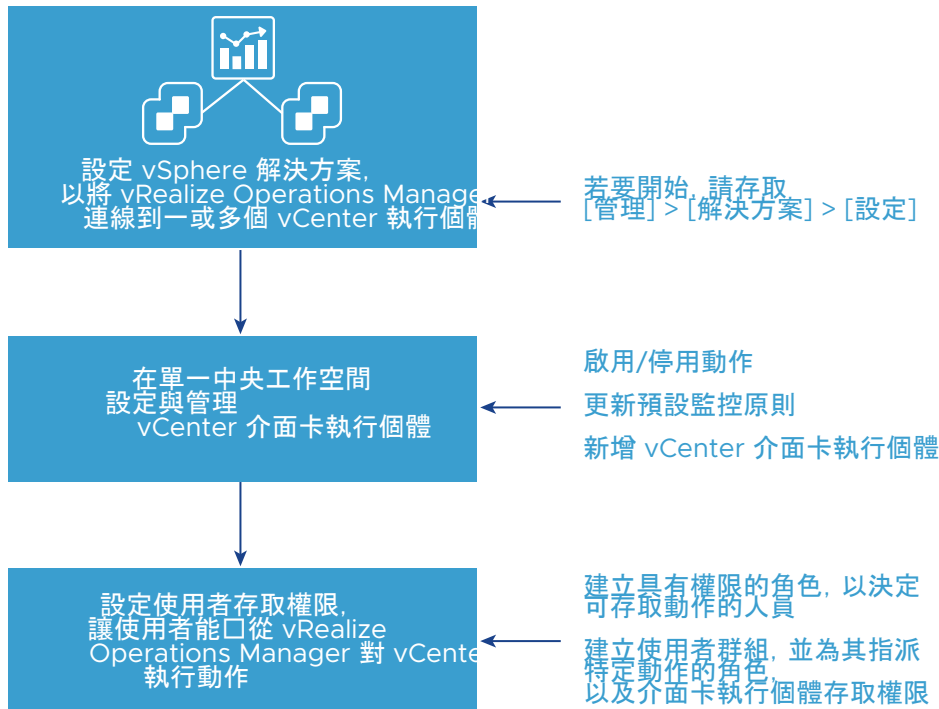 設定 vSphere 解決方案,
以將 vRealize Operations Manage
連線到一或多個 vCenter 執行個體
若要開始, 請存取
[管理] > [解決方案] > [設定]
在單一中央工作空間
設定與管理
vCenter 介面卡執行個體
啟用/停用動作
更新預設監控原則
新增 vCenter 介面卡執行個體
設定使用者存取權限,
讓使用者能口從 vRealize
Operations Manager 對 vCente
執行動作
建立具有權限的角色, 以決定
可存取動作的人員
建立使用者群組, 並為其指派
特定動作的角色,
以及介面卡執行個體存取權限